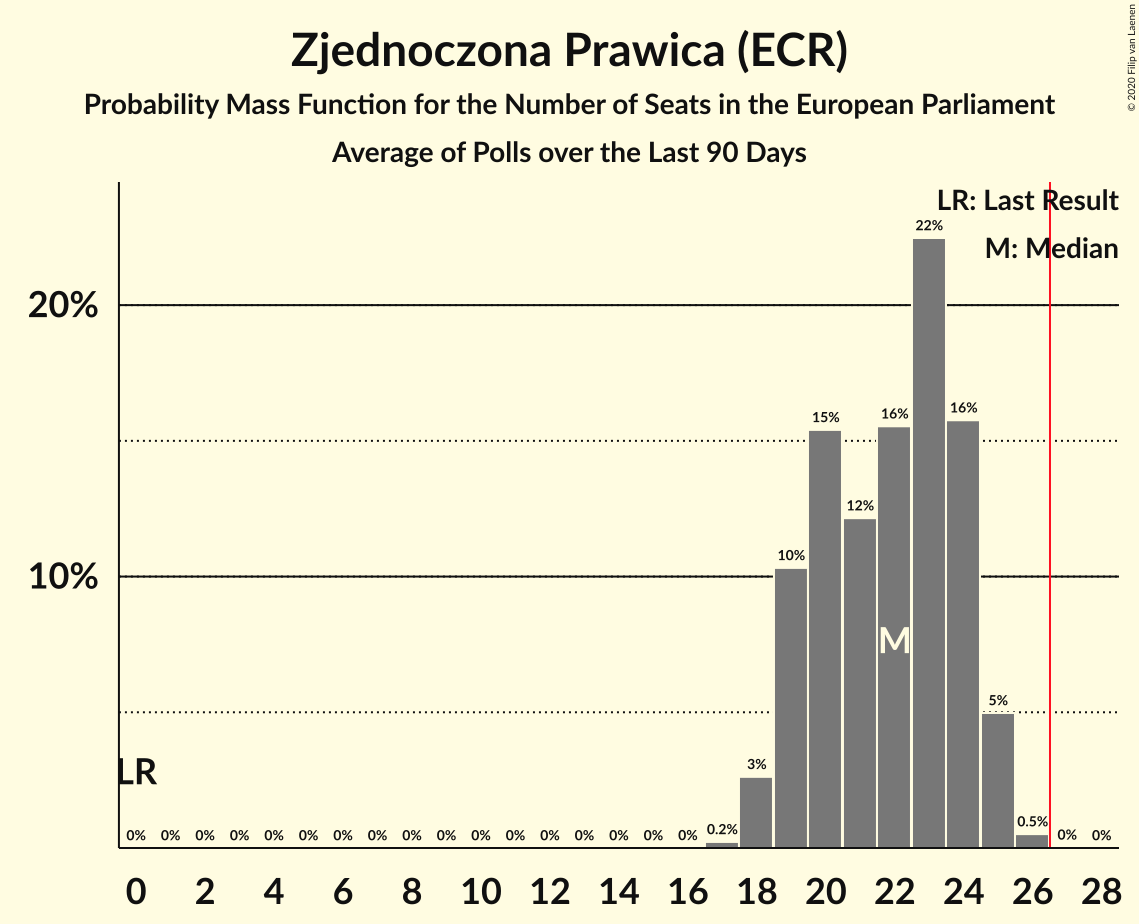 Zjednoczona Prawica (ECR)
Probability Mass Function for the Number of Seats in the European Parliament
Average of Polls over the Last 90 Days
© 2020 Filip van Laenen
LR: Last Result
M: Median
22%
20%
16%
15%
16%
12%
10%
10%
M
5%
LR
3%
0% 0% 0% 0% 0% 0% 0% 0% 0% 0% 0% 0% 0% 0% 0% 0% 0% 0.2% 0.5% 0% 0%
0 2 4 6 8 10 12 14 16 18 20 22 24 26 28